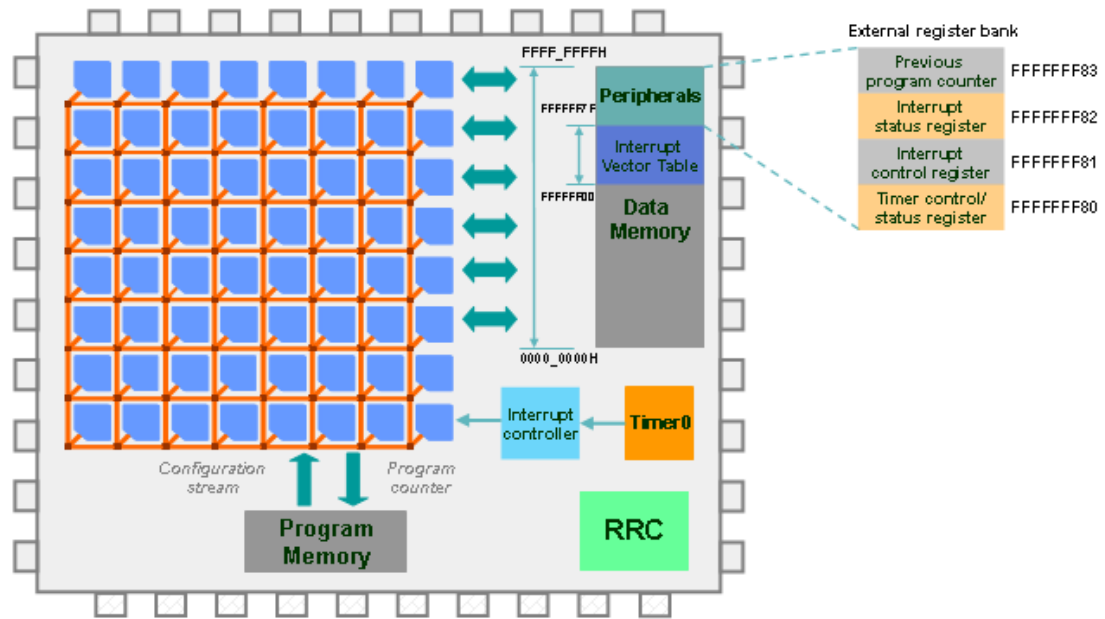 External register bank
FFFF_FFFFH
Previous
program counter
FFFFFFF83
Peripherals
FFFFFF7F
Interrupt
status register
FFFFFFF82
Interrupt
Vector Table
Interrupt
control register
FFFFFFF81
FFFFFF00
Timer control/
status register
FFFFFFF80
Data
Memory
0000_0000H
Interrupt
controller
Timer0
Configuration
stream
Program
counter
Program
Memory
RRC